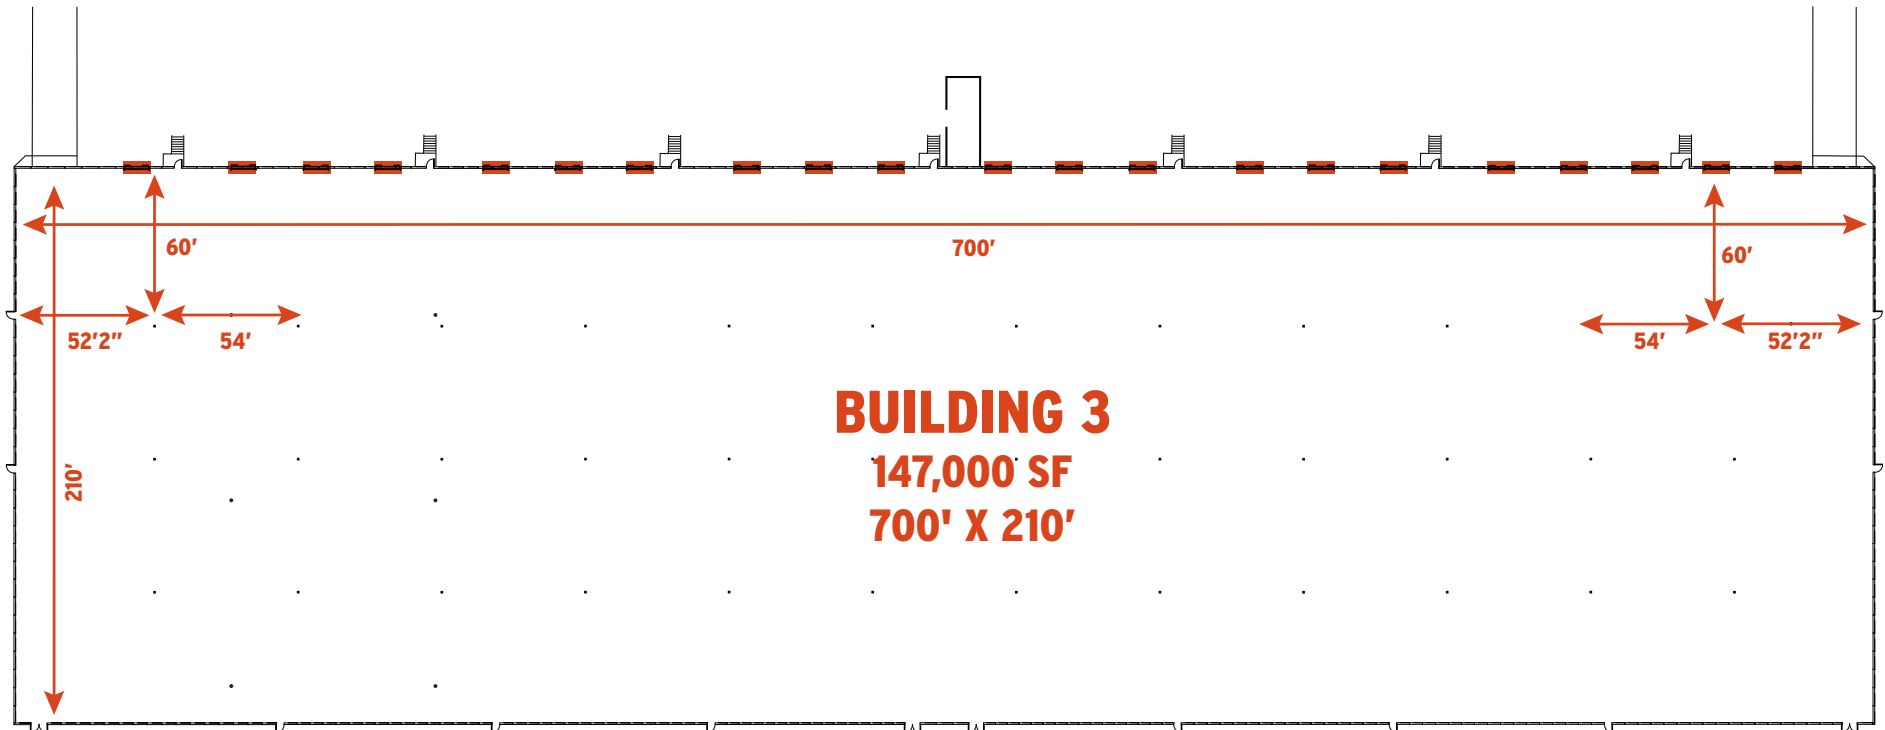 60′
700′
60′
52′2″
54′
54′
52′2″
BUILDING 3
147,000 SF
700' X 210′
210′